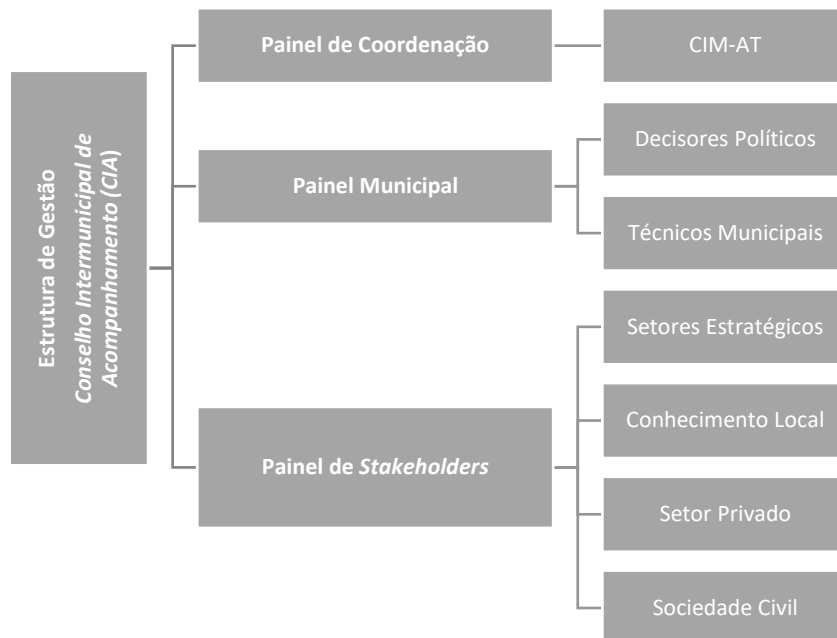 Estrutura de Gestão
Conselho Intermunicipal de
Acompanhamento (CIA)
Painel de Coordenação
CIM-AT
Painel Municipal
Decisores Políticos
Técnicos Municipais
Painel de Stakeholders
Setores Estratégicos
Conhecimento Local
Setor Privado
Sociedade Civil